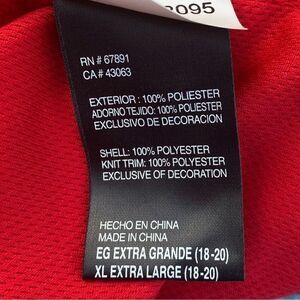 3095
RN # 67891
CA # 43063
EXTERIOR : 100% POLIESTER
ADORNO TEJIDO: 100% POLIESTER
EXCLUSIVO DE DECORACION
SHELL: 100% POLYESTER
KNIT TRIM: 100% POLYESTER
EXCLUSIVE OF DECORATION
HECHO EN CHINA
MADE IN CHINA
EG EXTRA GRANDE (18-20)
XL EXTRA LARGE (18-20)